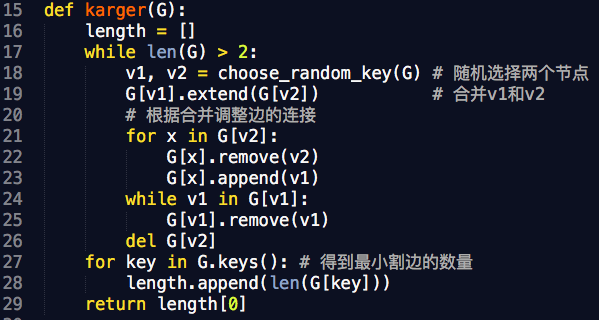 15 def karger(G):
16     length = []
17     while len(G) > 2:
18         v1, v2 = choose_random_key(G) # 随机选择两个节点
19         G[v1].extend(G[v2])           # 合并v1和v2
20         # 根据合并调整边的连接
21         for x in G[v2]:
22             G[x].remove(v2)
23             G[x].append(v1)
24         while v1 in G[v1]:
25             G[v1].remove(v1)
26         del G[v2]
27     for key in G.keys(): # 得到最小割边的数量
28         length.append(len(G[key]))
29     return length[0]